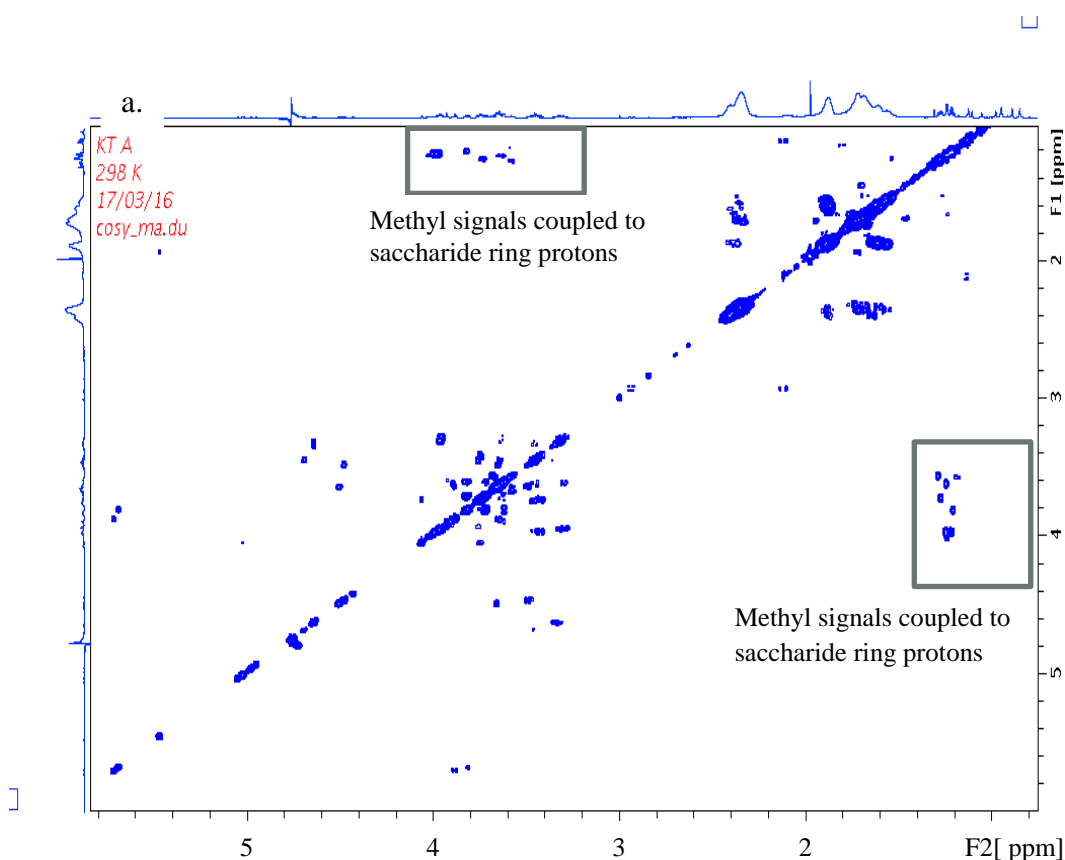 a.
KT A
298 K
17/03/16
cosy_ma.du
Methyl signals coupled to
saccharide ring protons
F1 [ppm]
2
3
4
5
Methyl signals coupled to
saccharide ring protons
5 4 3 2 F2[ ppm]